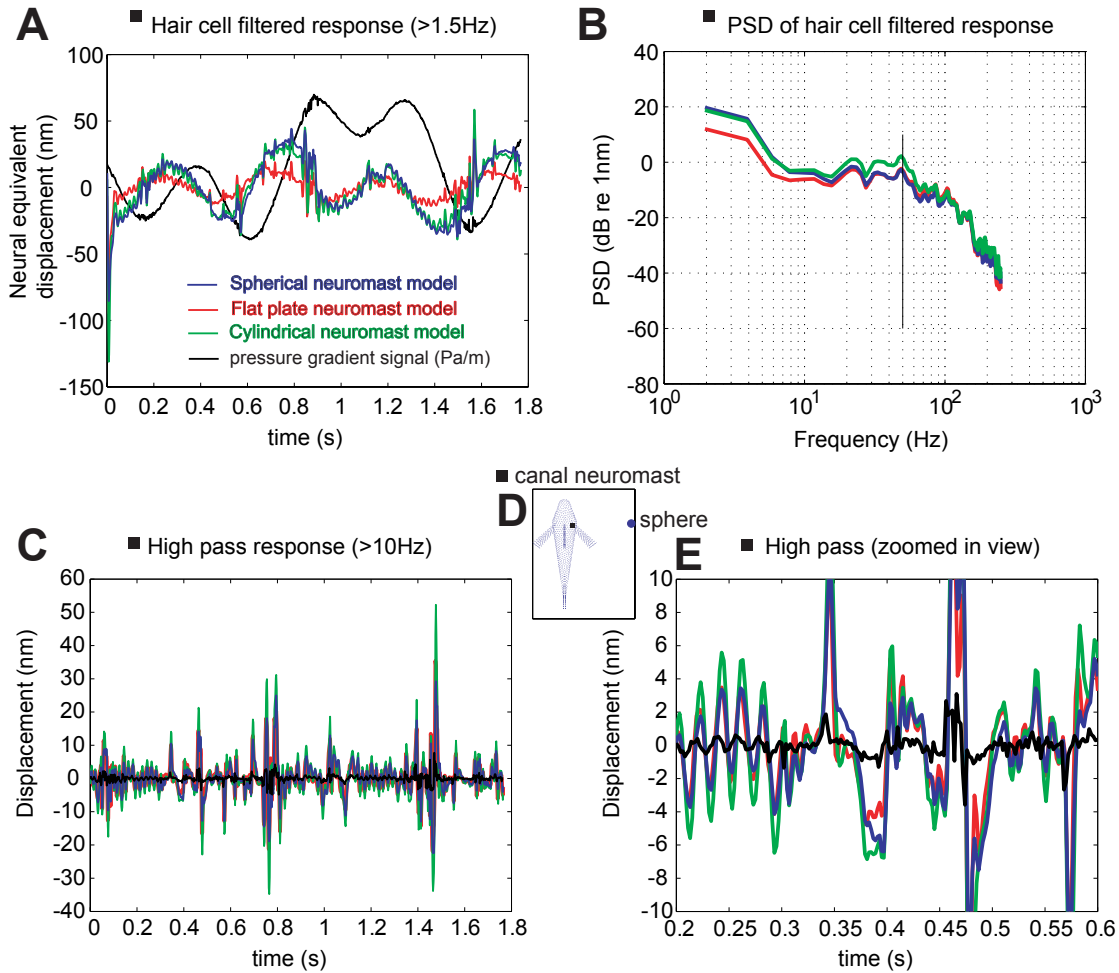 A
Hair cell filtered response (>1.5Hz)
Neural equivalent
displacement (nm)
100
50
0
-50
-100
-150
Spherical neuromast model
Flat plate neuromast model
Cylindrical neuromast model
pressure gradient signal (Pa/m)
0 0.2 0.4 0.6 0.8 1 1.2 1.4 1.6 1.8
time (s)
B
PSD of hair cell filtered response
PSD (dB re 1nm)
40
20
0
-20
-40
-60
-80
10^0 10^1 10^2 10^3
Frequency (Hz)
C
High pass response (>10Hz)
Displacement (nm)
60
50
40
30
20
10
0
-10
-20
-30
-40
0 0.2 0.4 0.6 0.8 1 1.2 1.4 1.6 1.8
time (s)
canal neuromast
D
sphere
E
High pass (zoomed in view)
Displacement (nm)
10
8
6
4
2
0
-2
-4
-6
-8
-10
0.2 0.25 0.3 0.35 0.4 0.45 0.5 0.55 0.6
time (s)